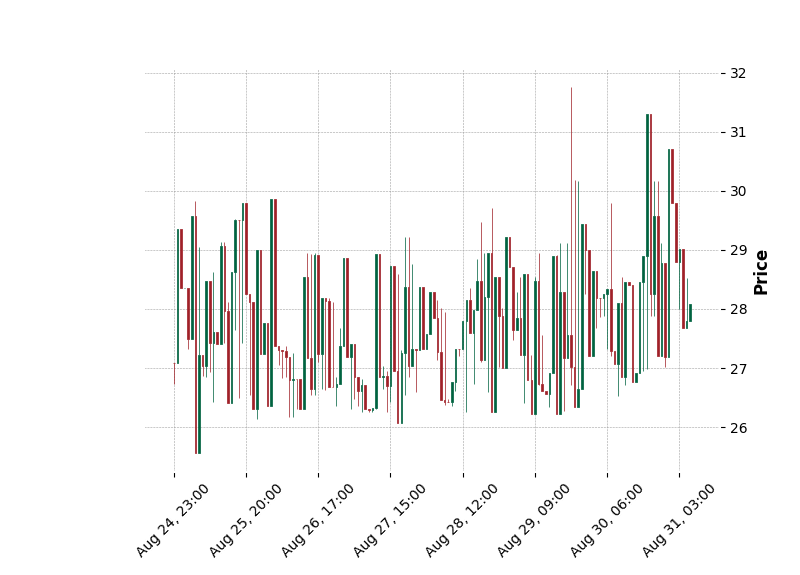 32
31
30
29
28
27
26
Price
Aug 24, 23:00
Aug 25, 20:00
Aug 26, 17:00
Aug 27, 15:00
Aug 28, 12:00
Aug 29, 09:00
Aug 30, 06:00
Aug 31, 03:00